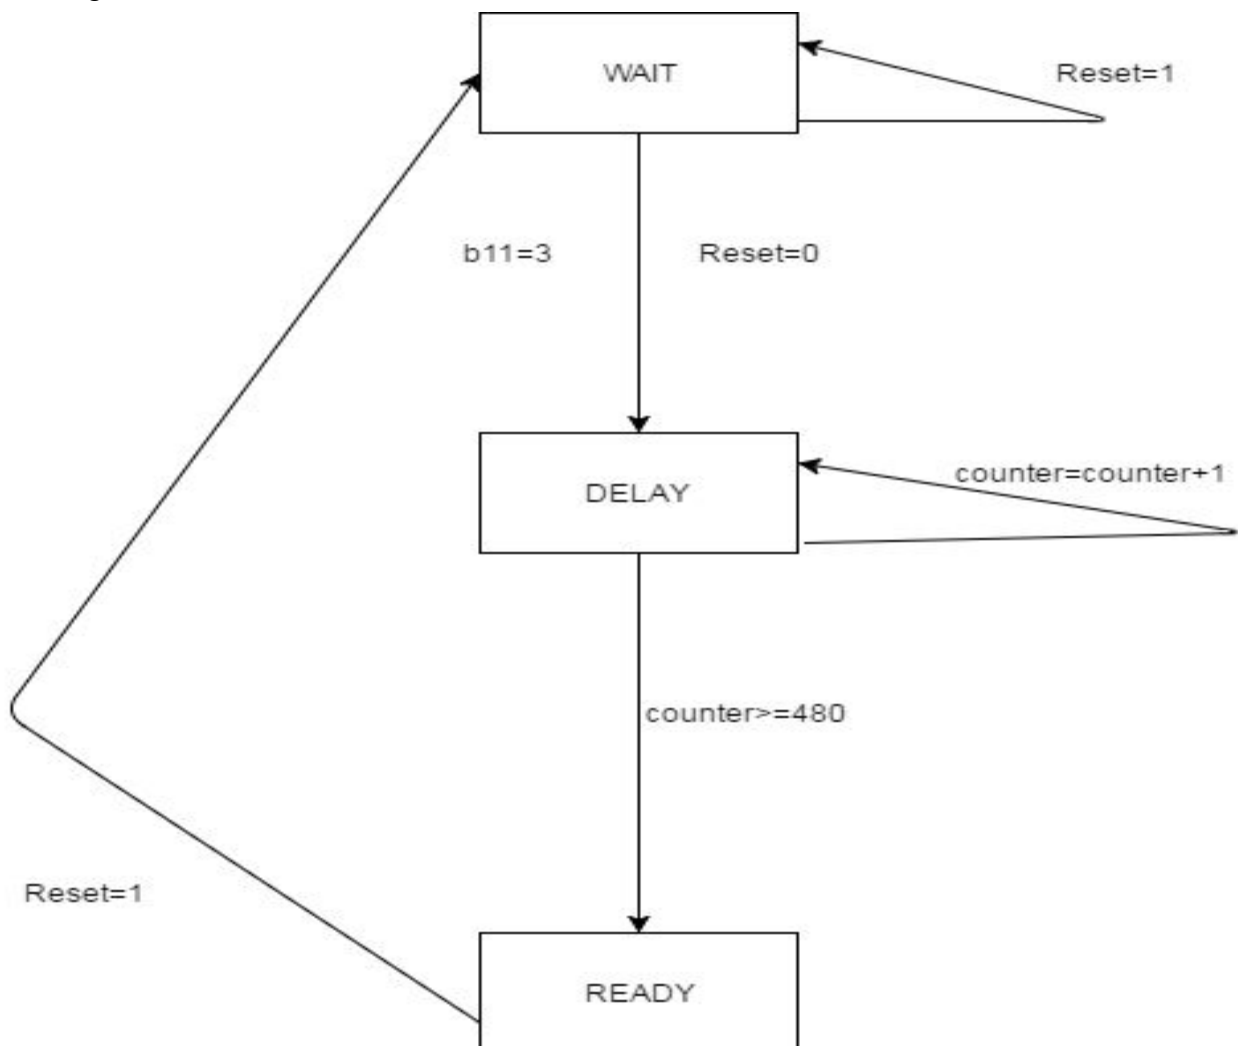 WAIT
Reset=1
b11=3
Reset=0
DELAY
counter=counter+1
counter>=480
Reset=1
READY